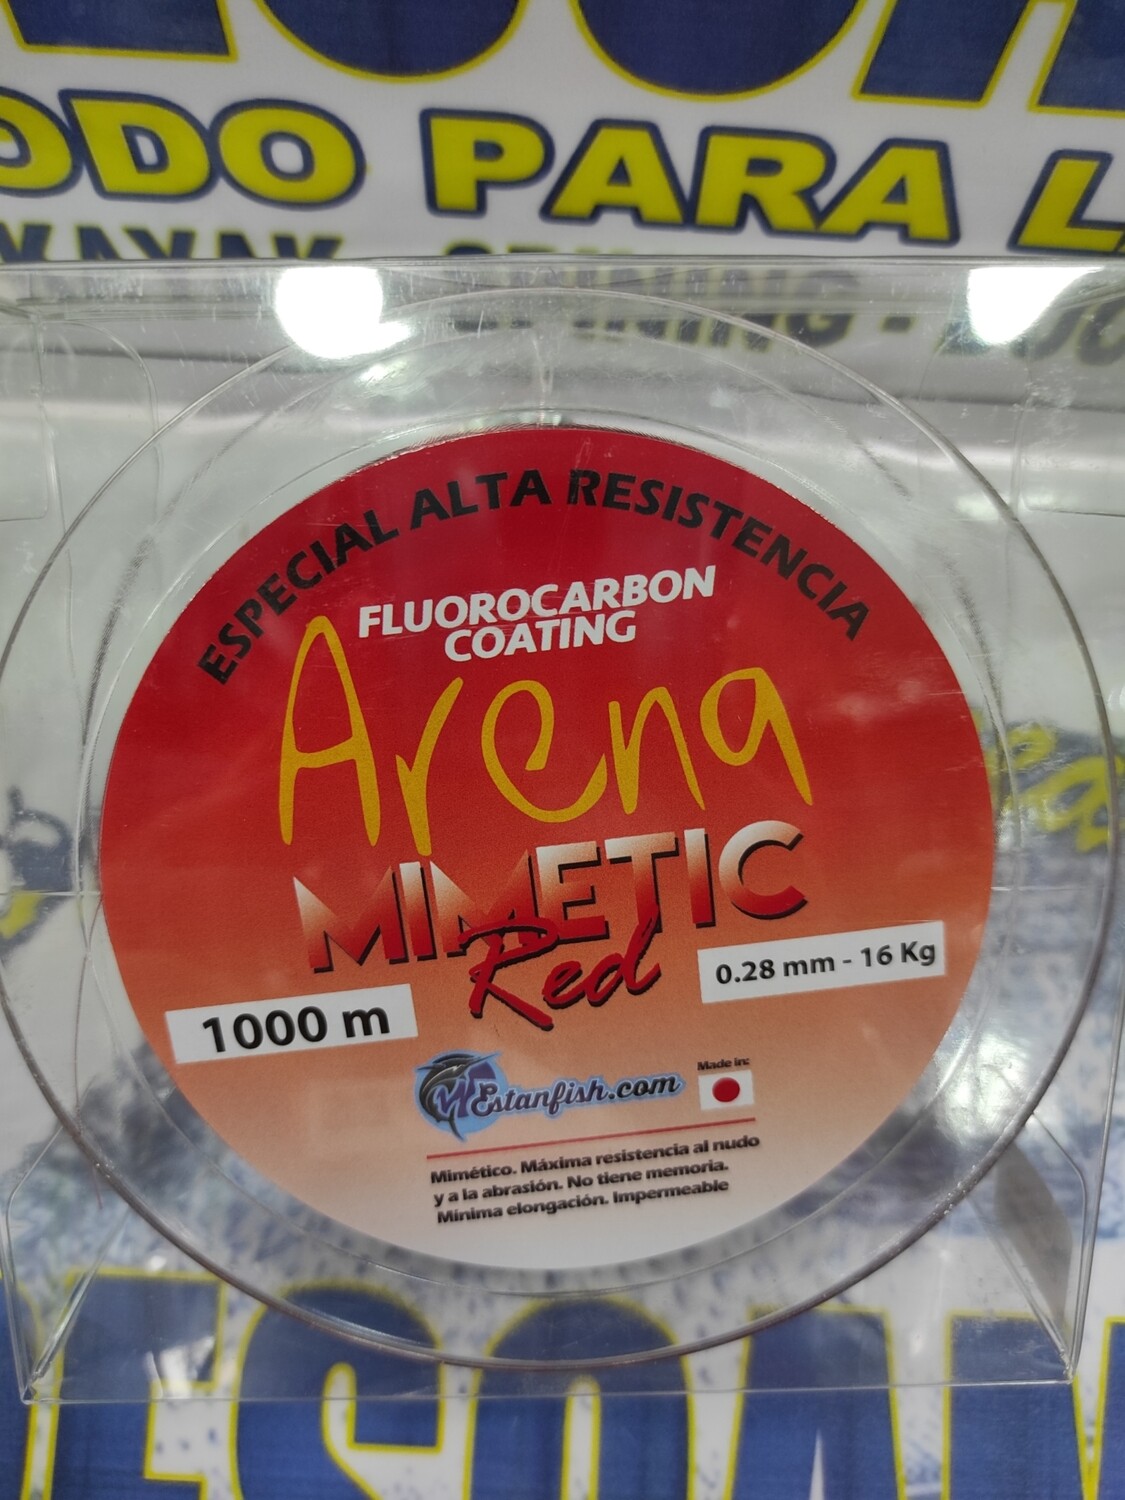 ODO PARA L
ESPECIAL ALTA RESISTENCIA
FLUOROCARBON
COATING
Arena
MIMETIC
Red
0.28 mm - 16 Kg
1000 m
WEstanfish.com
Made in:
Mimético. Máxima resistencia al nudo
y a la abrasión. No tiene memoria.
Mínima elongación. Impermeable